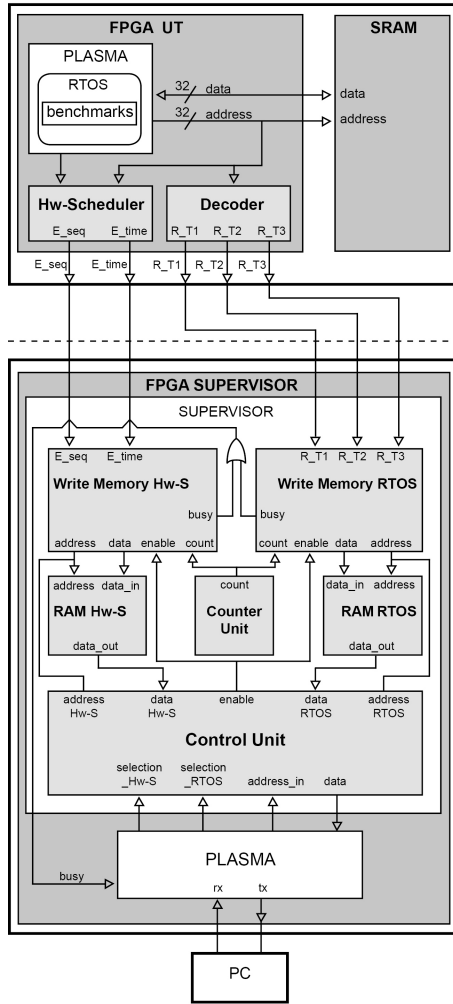 FPGA UT
SRAM
PLASMA
RTOS
benchmarks
32 data
data
32 address
address
Hw-Scheduler
Decoder
E_seq E_time
R_T1 R_T2 R_T3
E_seq E_time R_T1 R_T2 R_T3
FPGA SUPERVISOR
SUPERVISOR
E_seq E_time
R_T1 R_T2 R_T3
Write Memory Hw-S
Write Memory RTOS
busy
busy
address data enable count
count enable data address
address data_in
count
data_in address
RAM Hw-S
Counter
Unit
RAM RTOS
data_out
data_out
address
Hw-S
data
Hw-S
enable
data
RTOS
address
RTOS
Control Unit
selection
_Hw-S
selection
_RTOS
address_in
data
PLASMA
busy
rx tx
PC